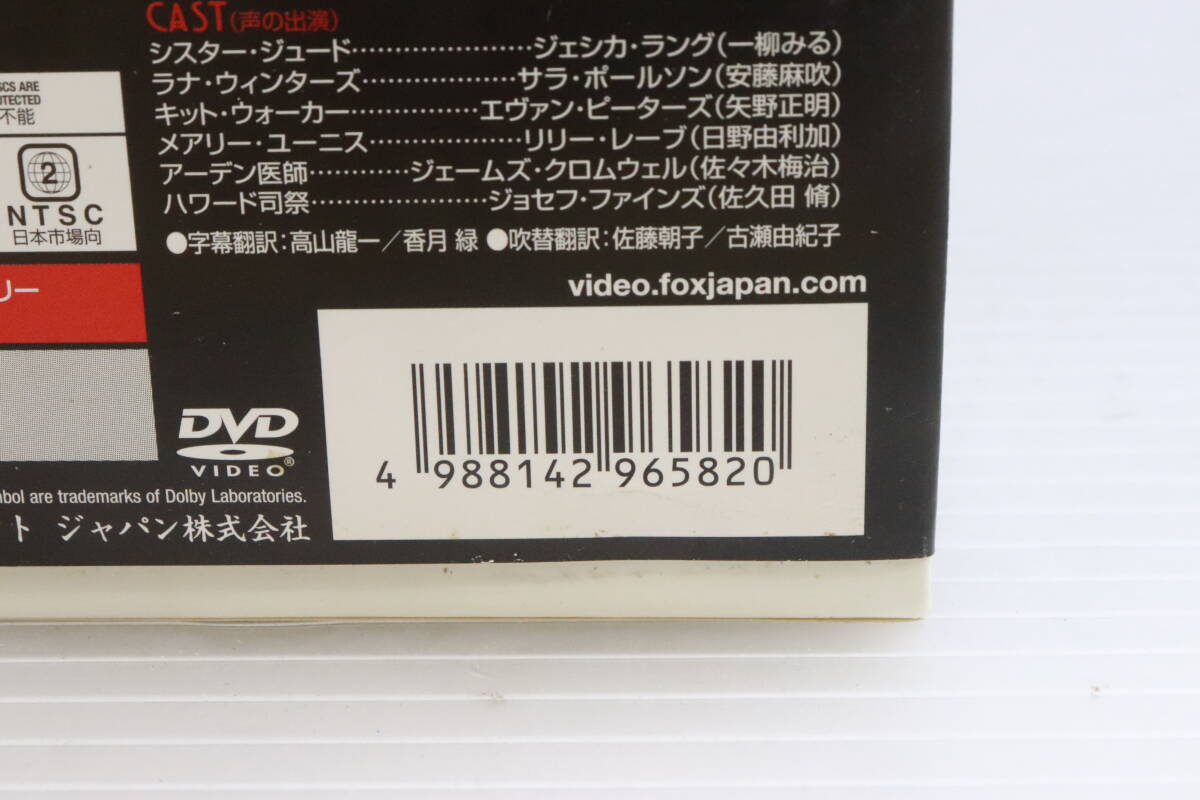 CAST(声の出演)
シスター・ジュード……………………ジェシカ・ラング(一柳みる)
ラナ・ウィンターズ…………………サラ・ポールソン(安藤麻吹)
キット・ウォーカー……………エヴァン・ピーターズ(矢野正明)
メアリー・ユーニス…………………リリー・レーブ(日野由利加)
アーデン医師…………ジェームズ・クロムウェル(佐々木梅治)
ハワード司祭……………………ジョセフ・ファインズ(佐久田 脩)
●字幕翻訳:高山龍一/香月 緑 ●吹替翻訳:佐藤朝子/古瀬由紀子
SCS ARE
OTECTED
不能
2
NTSC
日本市場向
リー
video.foxjapan.com
DVD
VIDEO®
4 988142 965820
mbol are trademarks of Dolby Laboratories.
ト ジャパン株式会社